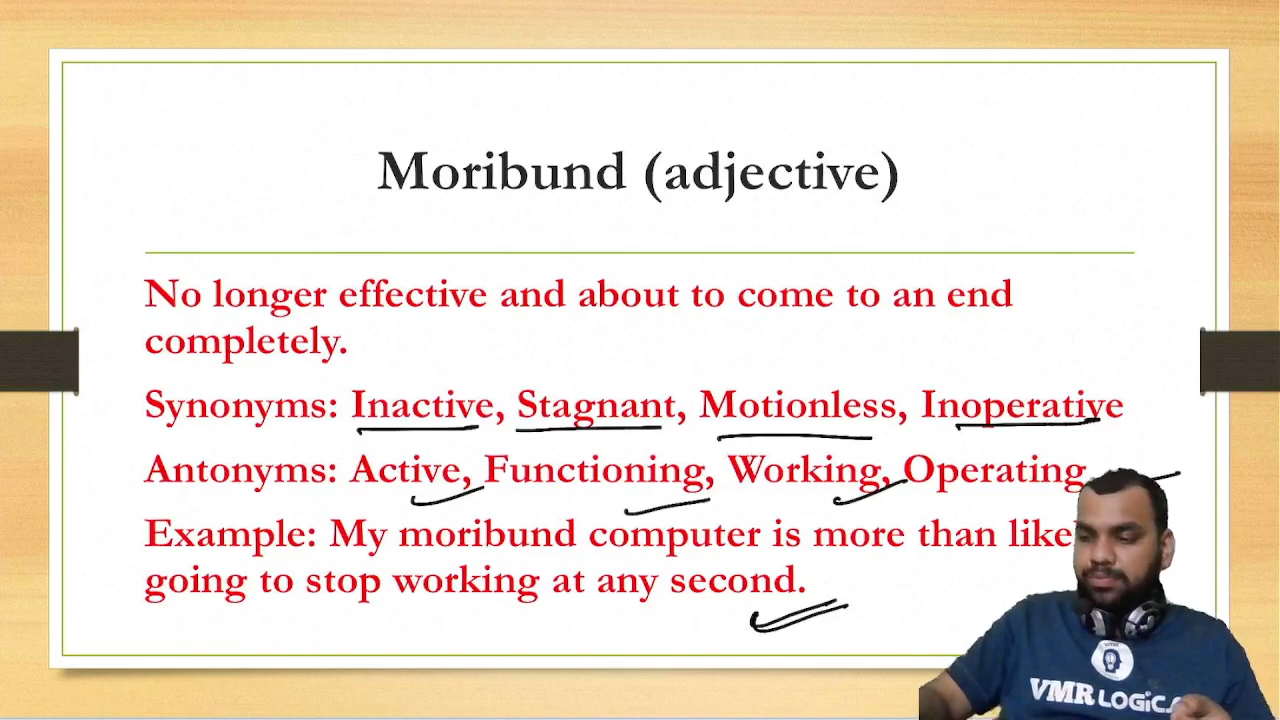 Moribund (adjective)
No longer effective and about to come to an end
completely.
Synonyms: Inactive, Stagnant, Motionless, Inoperative
Antonyms: Active, Functioning, Working, Operating
Example: My moribund computer is more than
going to stop working at any second.
VMR LOGICS